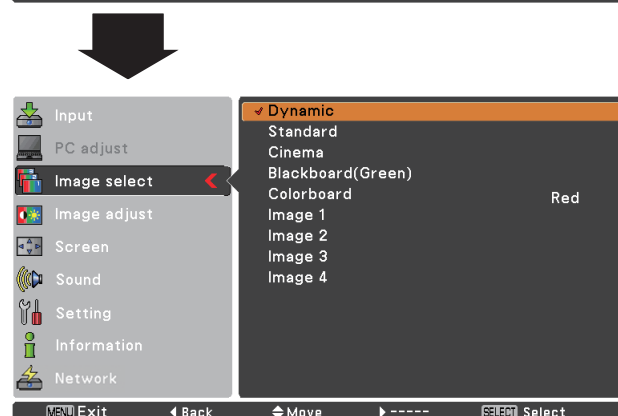 Input
PC adjust
Image select
Image adjust
Screen
Sound
Setting
Information
Network
Dynamic
Standard
Cinema
Blackboard(Green)
Colorboard Red
Image 1
Image 2
Image 3
Image 4
MENU Exit Back Move ----- SELECT Select